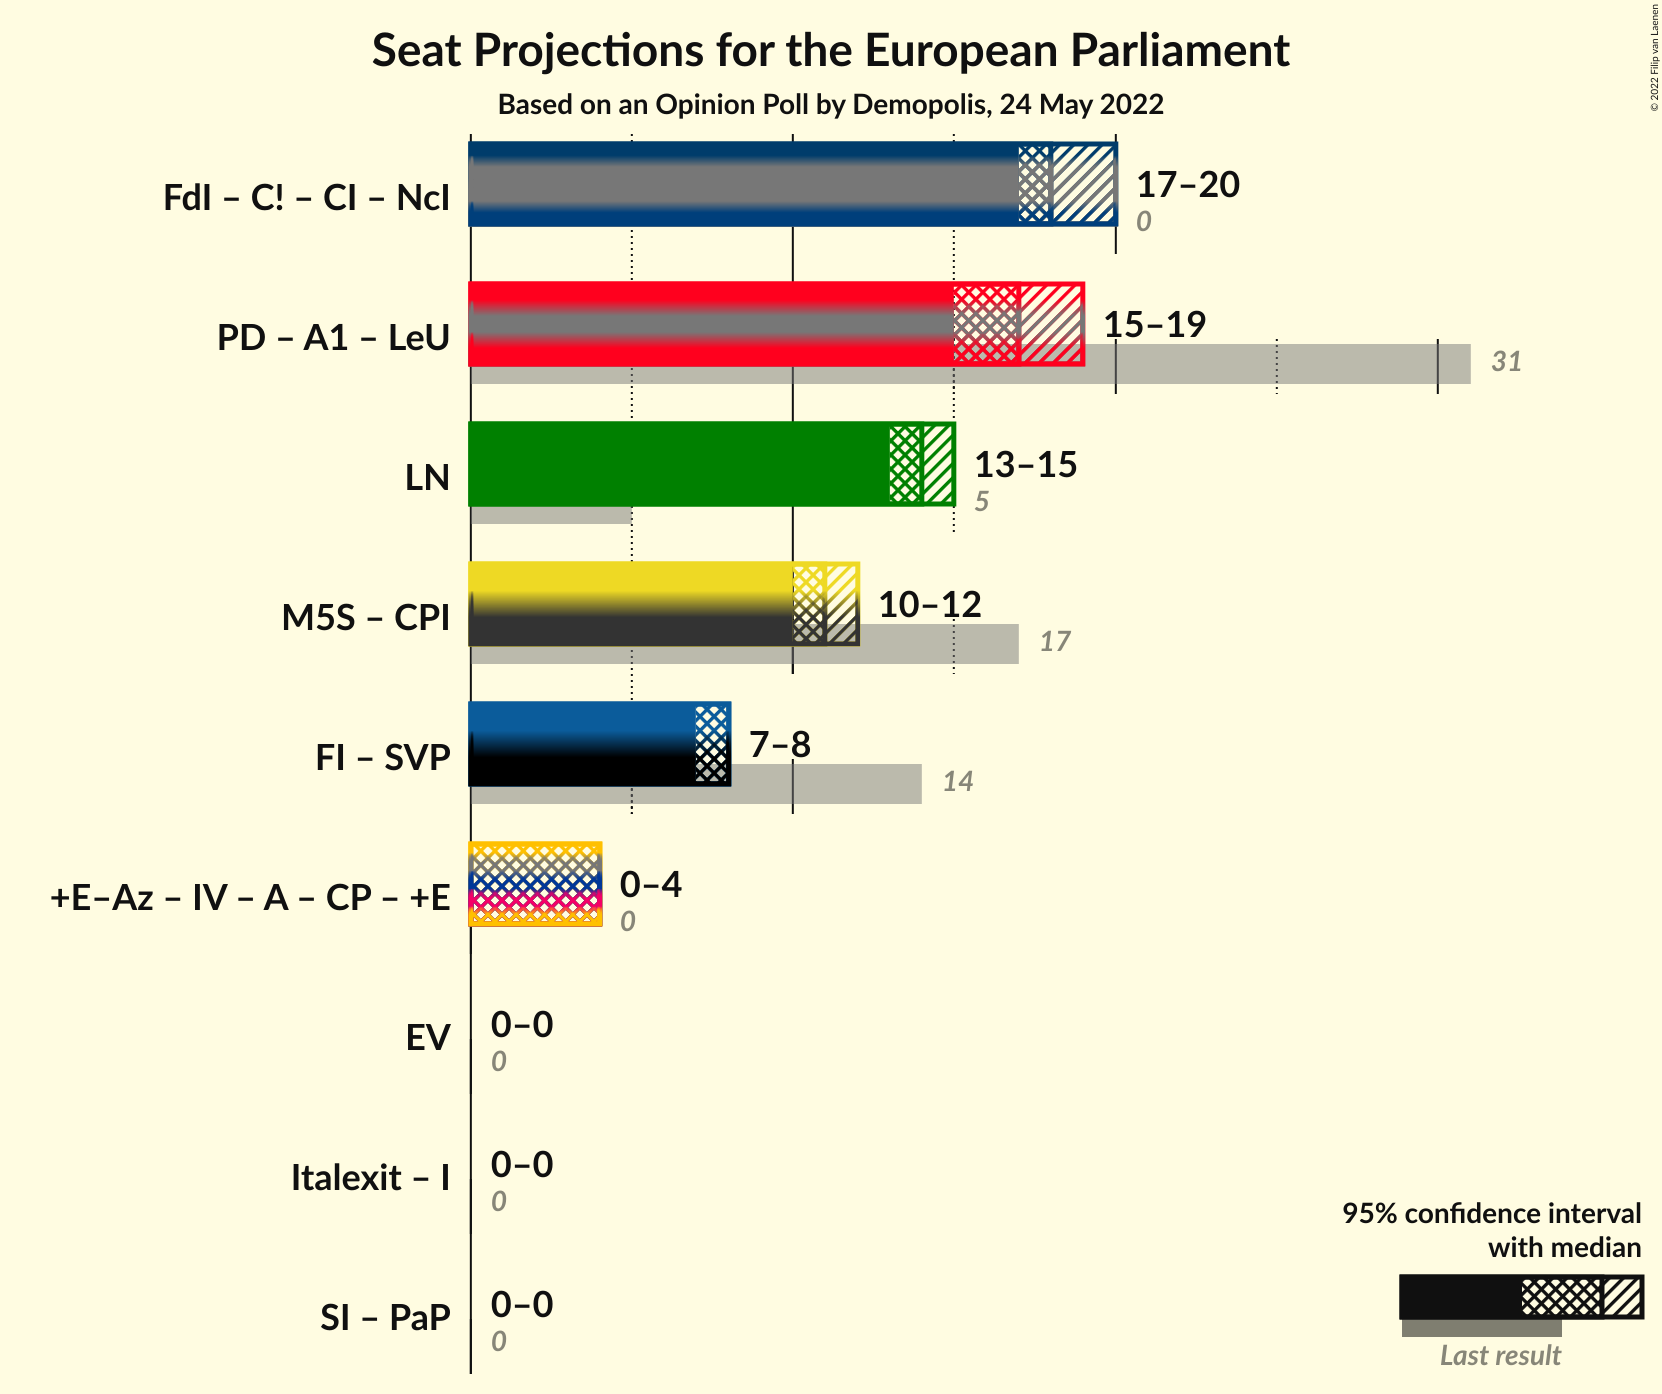 Seat Projections for the European Parliament
Based on an Opinion Poll by Demopolis, 24 May 2022
© 2022 Filip van Laenen
FdI – C! – CI – NcI
17–20
0
PD – A1 – LeU
15–19
31
LN
13–15
5
M5S – CPI
10–12
17
FI – SVP
7–8
14
+E–Az – IV – A – CP – +E
0–4
0
EV
0–0
0
Italexit – I
0–0
0
SI – PaP
0–0
0
95% confidence interval
with median
Last result